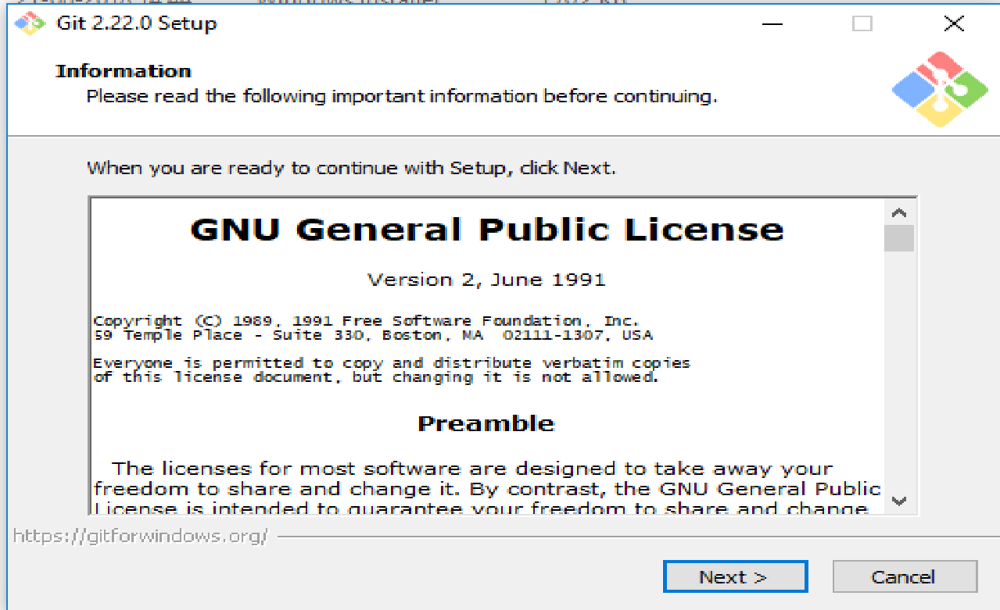 Git 2.22.0 Setup
Information
Please read the following important information before continuing.
When you are ready to continue with Setup, click Next.
GNU General Public License
Version 2, June 1991
Copyright (C) 1989, 1991 Free Software Foundation, Inc.
59 Temple Place - Suite 330, Boston, MA  02111-1307, USA
Everyone is permitted to copy and distribute verbatim copies
of this license document, but changing it is not allowed.
Preamble
The licenses for most software are designed to take away your
freedom to share and change it. By contrast, the GNU General Public
License is intended to guarantee your freedom to share and change
https://gitforwindows.org/
Next >
Cancel